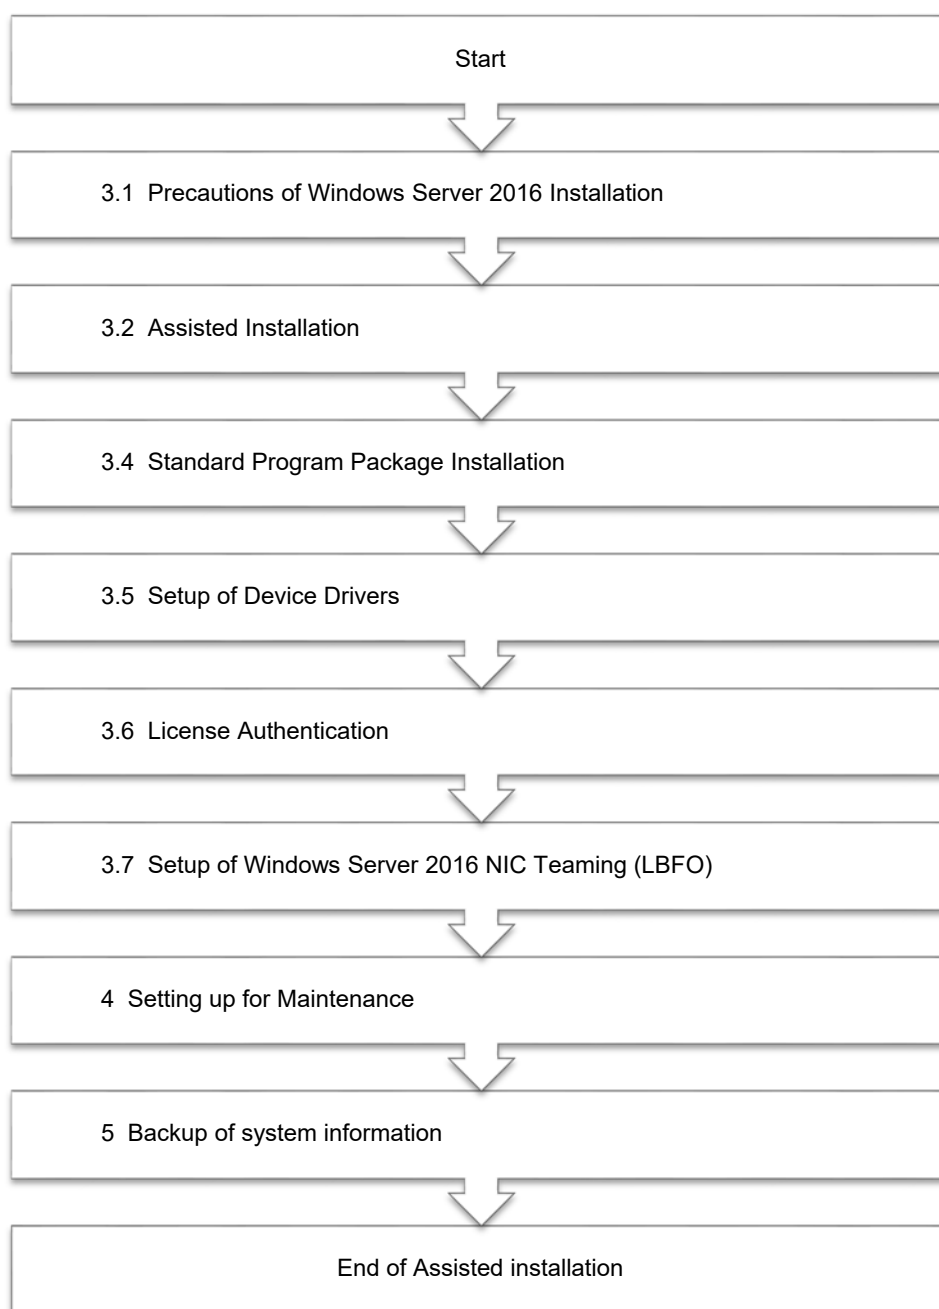 Start
3.1 Precautions of Windows Server 2016 Installation
3.2 Assisted Installation
3.4 Standard Program Package Installation
3.5 Setup of Device Drivers
3.6 License Authentication
3.7 Setup of Windows Server 2016 NIC Teaming (LBFO)
4 Setting up for Maintenance
5 Backup of system information
End of Assisted installation